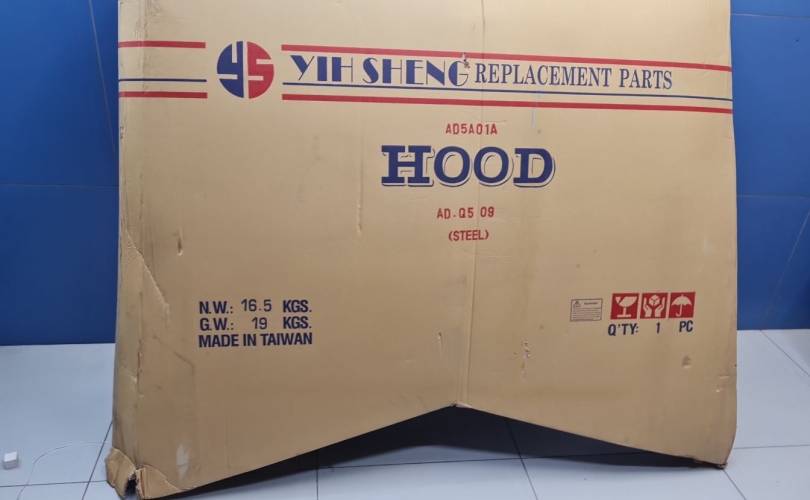 YS YIH SHENG REPLACEMENT PARTS
AD5A01A
HOOD
AD-Q5 09
(STEEL)
N.W.: 16.5 KGS.
G.W.: 19 KGS.
MADE IN TAIWAN
Q'TY: 1 PC